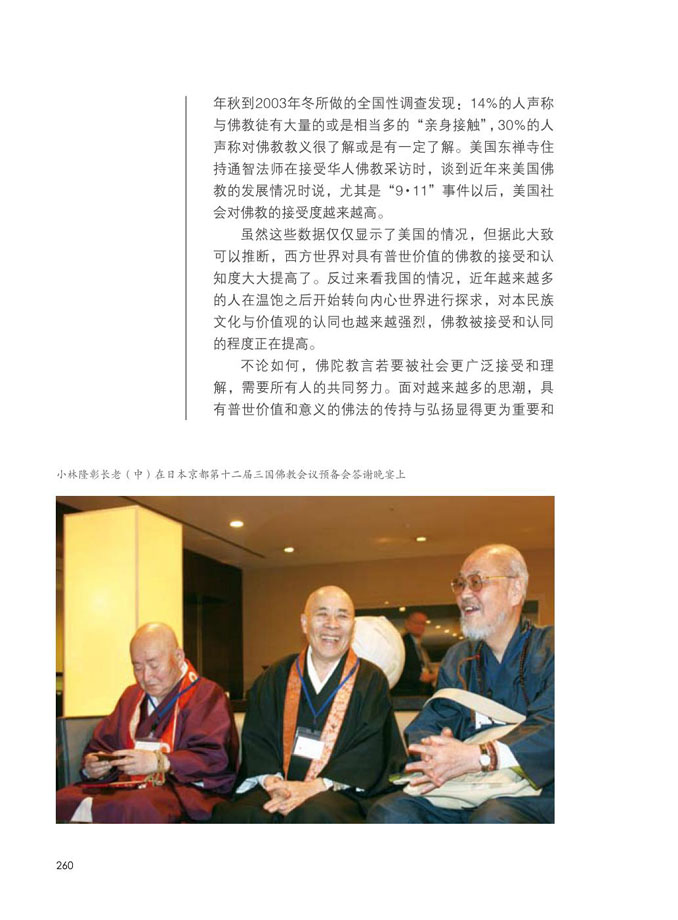 年秋到2003年冬所做的全国性调查发现：14%的人声称
与佛教徒有大量的或是相当多的“亲身接触”，30%的人
声称对佛教教义很了解或是有一定了解。美国东禅寺住
持通智法师在接受华人佛教采访时，谈到近年来美国佛
教的发展情况时说，尤其是“9·11”事件以后，美国社
会对佛教的接受度越来越高。
虽然这些数据仅仅显示了美国的情况，但据此大致
可以推断，西方世界对具有普世价值的佛教的接受和认
知度大大提高了。反过来看我国的情况，近年越来越多
的人在温饱之后开始转向内心世界进行探求，对本民族
文化与价值观的认同也越来越强烈，佛教被接受和认同
的程度正在提高。
不论如何，佛陀教言若要被社会更广泛接受和理
解，需要所有人的共同努力。面对越来越多的思潮，具
有普世价值和意义的佛法的传持与弘扬显得更为重要和
小林隆彰长老（中）在日本京都第十二届三国佛教会议预备会答谢晚宴上
260